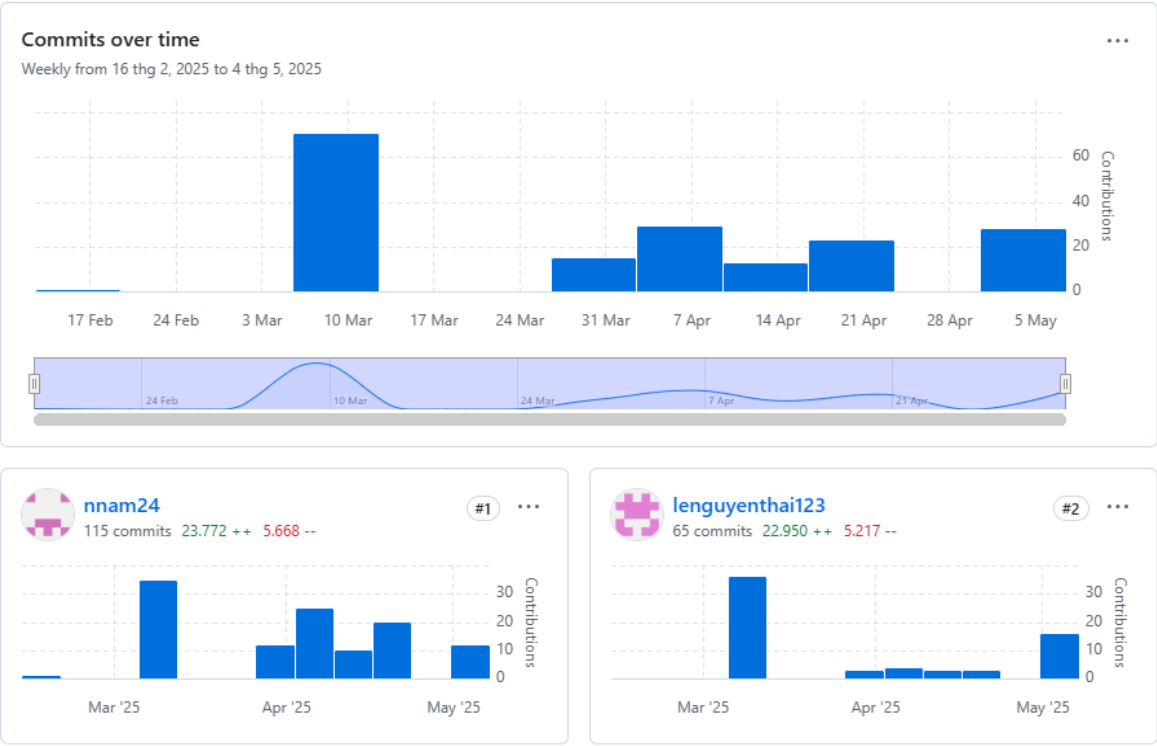 Commits over time
Weekly from 16 thg 2, 2025 to 4 thg 5, 2025
60
40
20
0
Contributions
17 Feb 24 Feb 3 Mar 10 Mar 17 Mar 24 Mar 31 Mar 7 Apr 14 Apr 21 Apr 28 Apr 5 May
24 Feb 10 Mar 24 Mar 7 Apr 21 Apr
nnam24
#1
115 commits 23.772 ++ 5.668 --
30
20
10
0
Contributions
Mar '25 Apr '25 May '25
lenguyenthai123
#2
65 commits 22.950 ++ 5.217 --
30
20
10
0
Contributions
Mar '25 Apr '25 May '25